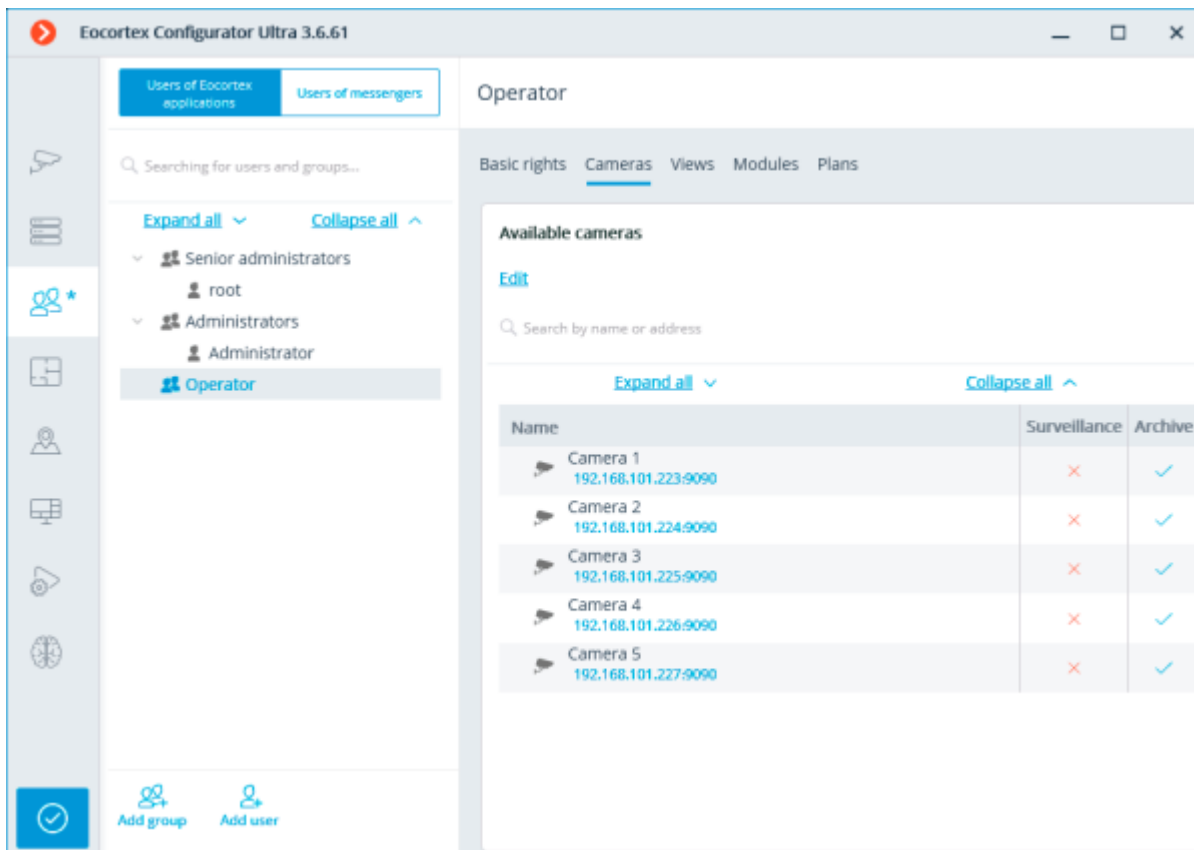 Eocortex Configurator Ultra 3.6.61
Users of Eocortex
applications
Users of messengers
Operator
Searching for users and groups...
Basic rights Cameras Views Modules Plans
Expand all
Collapse all
Senior administrators
root
Administrators
Administrator
Operator
*
Available cameras
Edit
Search by name or address
Expand all
Collapse all
Name Surveillance Archive
Camera 1
192.168.101.223:9090
Camera 2
192.168.101.224:9090
Camera 3
192.168.101.225:9090
Camera 4
192.168.101.226:9090
Camera 5
192.168.101.227:9090
Add group
Add user